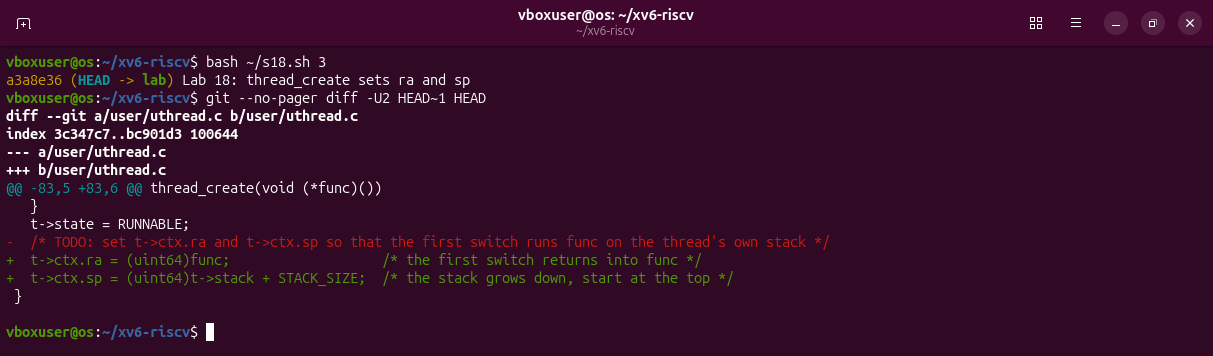 vboxuser@os: ~/xv6-riscv
~/xv6-riscv
vboxuser@os:~/xv6-riscv$ bash ~/s18.sh 3
a3a8e36 (HEAD -> lab) Lab 18: thread_create sets ra and sp
vboxuser@os:~/xv6-riscv$ git --no-pager diff -U2 HEAD~1 HEAD
diff --git a/user/uthread.c b/user/uthread.c
index 3c347c7..bc901d3 100644
--- a/user/uthread.c
+++ b/user/uthread.c
@@ -83,5 +83,6 @@ thread_create(void (*func)())
   }
   t->state = RUNNABLE;
-  /* TODO: set t->ctx.ra and t->ctx.sp so that the first switch runs func on the thread's own stack */
+  t->ctx.ra = (uint64)func;                   /* the first switch returns into func */
+  t->ctx.sp = (uint64)t->stack + STACK_SIZE;  /* the stack grows down, start at the top */
 }
vboxuser@os:~/xv6-riscv$